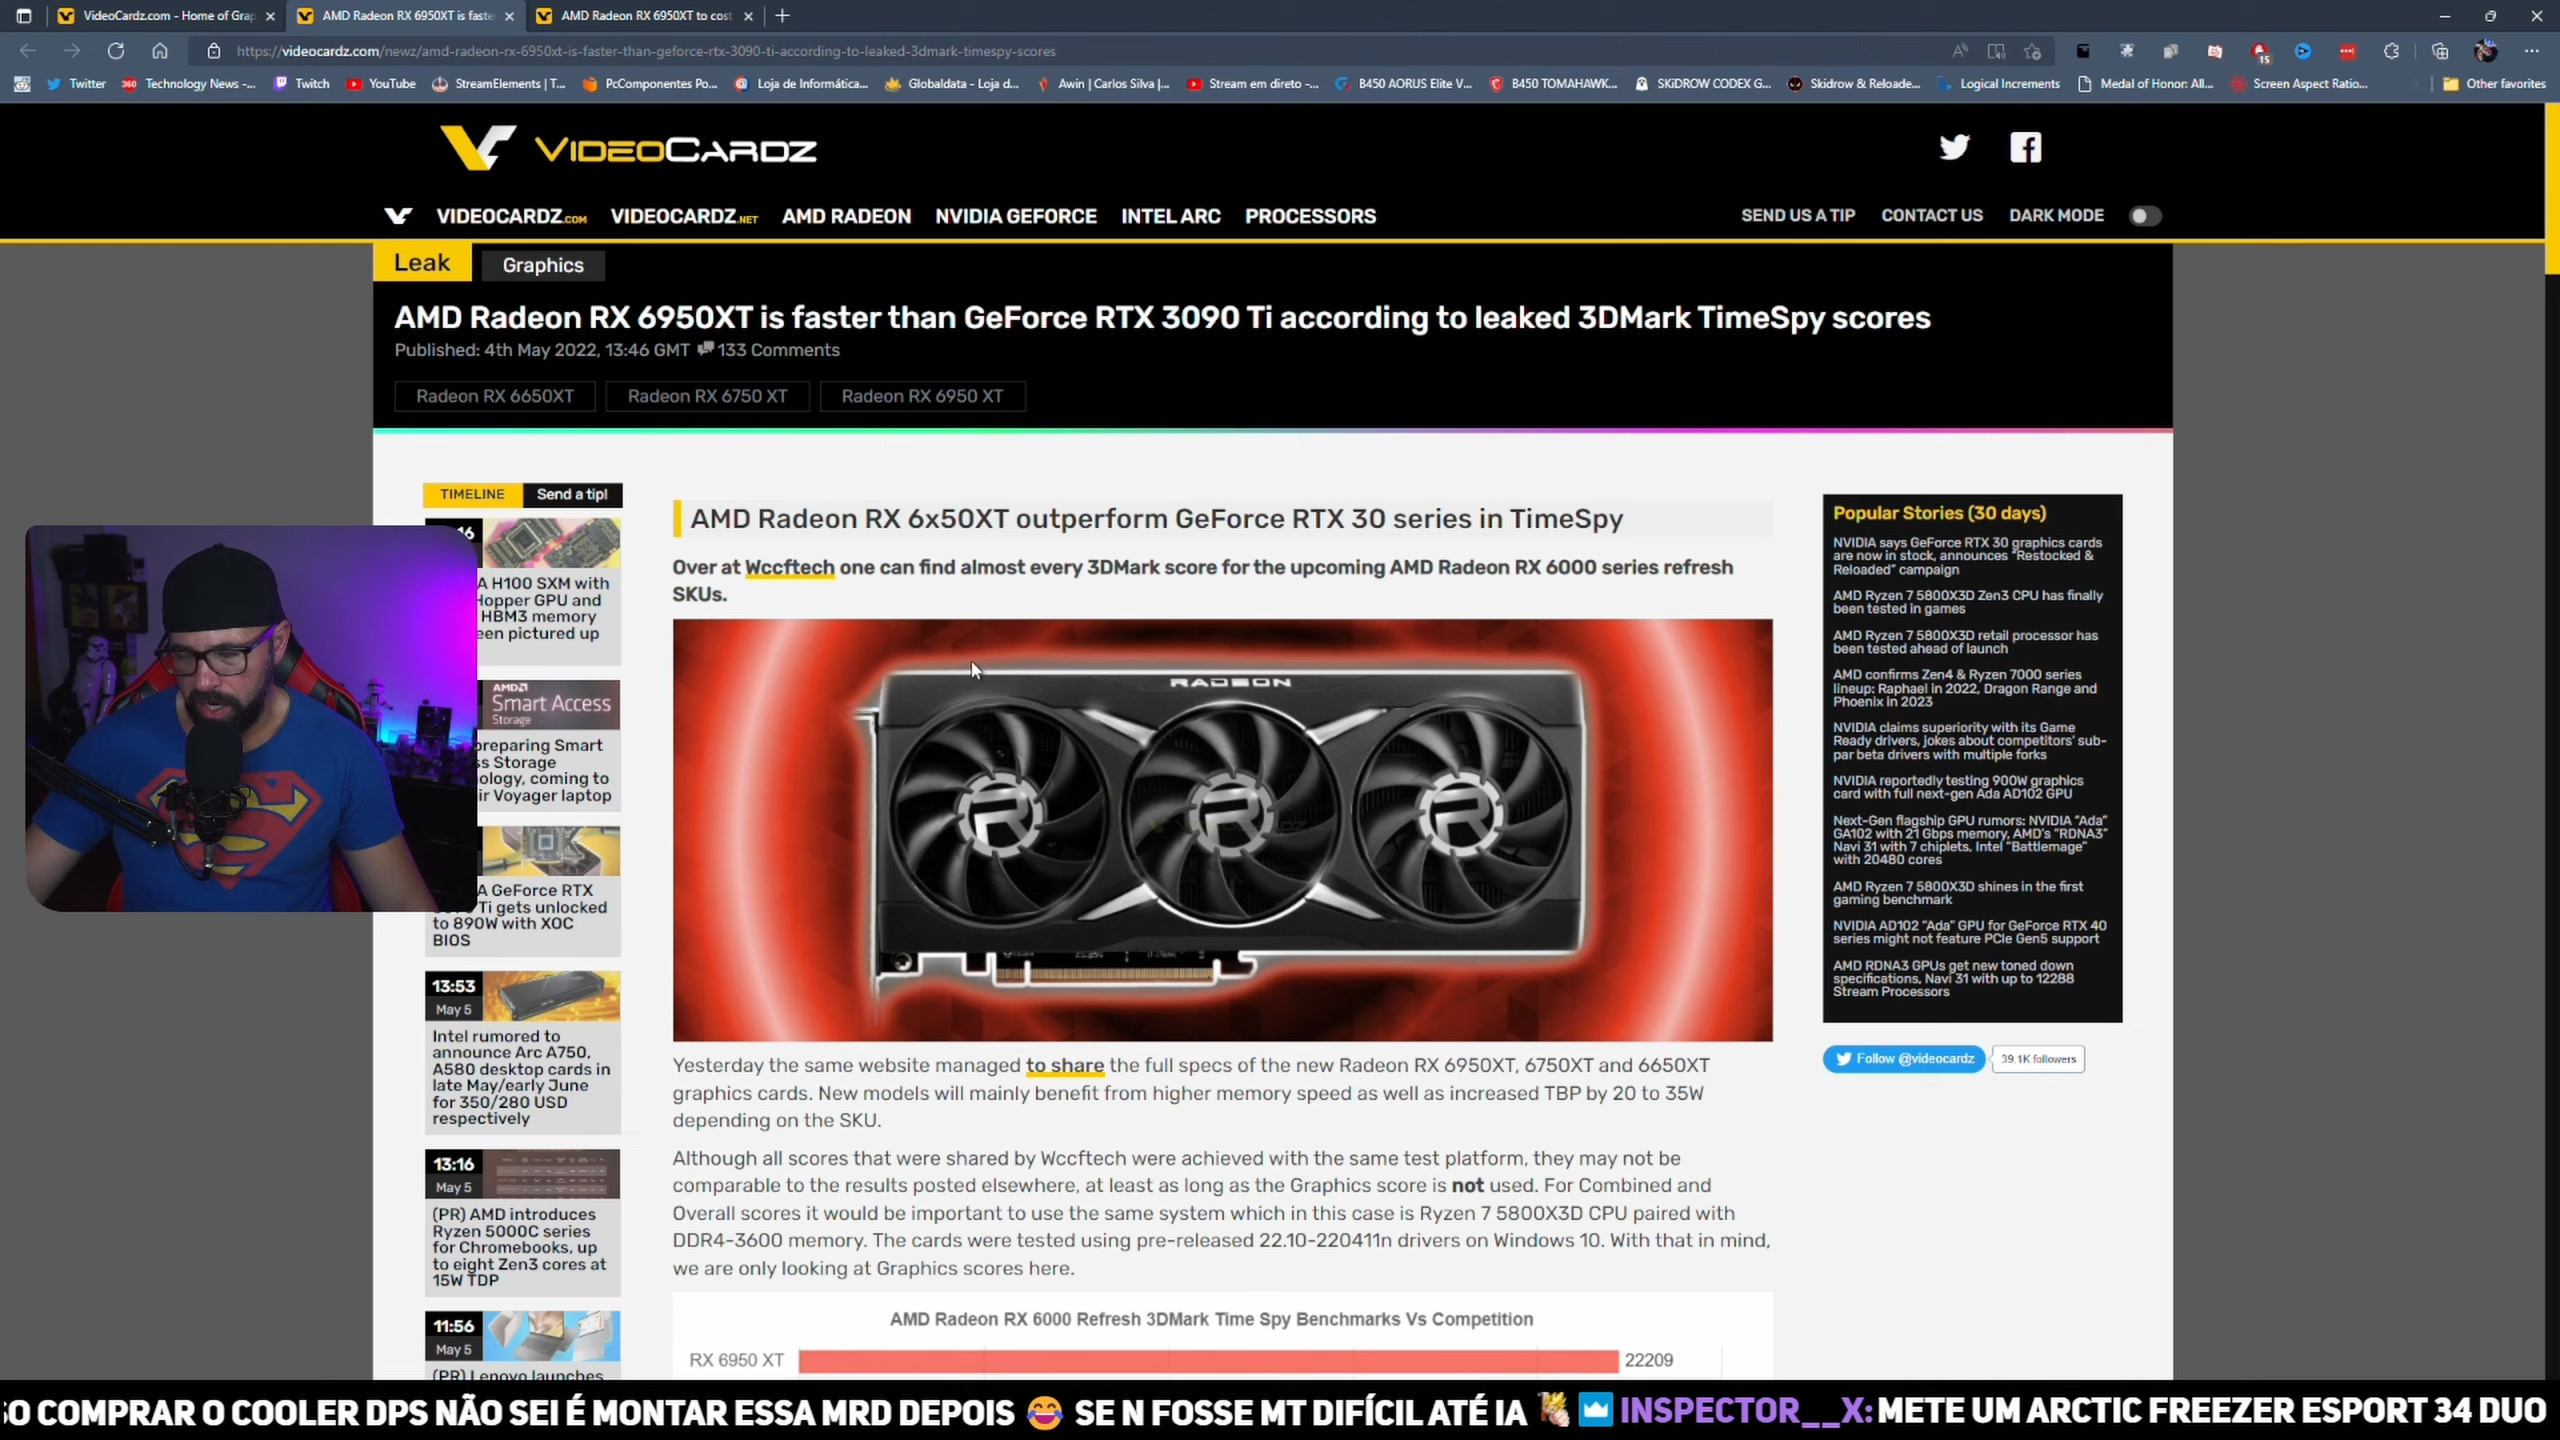 VideoCardz.com - Home of Grap
AMD Radeon RX 6950XT is faste
AMD Radeon RX 6950XT to cost
https://videocardz.com/newz/amd-radeon-rx-6950xt-is-faster-than-geforce-rtx-3090-ti-according-to-leaked-3dmark-timespy-scores
15
Twitter
360 Technology News -...
Twitch
YouTube
StreamElements | T...
PcComponentes Po...
Loja de Informática...
Globaldata - Loja d...
Awin | Carlos Silva |...
Stream em direto -...
B450 AORUS Elite V...
B450 TOMAHAWK...
SKiDROW CODEX G...
Skidrow & Reloade...
Logical Increments
Medal of Honor: All...
Screen Aspect Ratio...
Other favorites
VIDEOCARDZ
VIDEOCARDZ.COM VIDEOCARDZ.NET AMD RADEON NVIDIA GEFORCE INTEL ARC PROCESSORS
SEND US A TIP CONTACT US DARK MODE
Leak Graphics
AMD Radeon RX 6950XT is faster than GeForce RTX 3090 Ti according to leaked 3DMark TimeSpy scores
Published: 4th May 2022, 13:46 GMT 133 Comments
Radeon RX 6650XT Radeon RX 6750 XT Radeon RX 6950 XT
TIMELINE Send a tip!
16
A H100 SXM with
Hopper GPU and
HBM3 memory
een pictured up
AMD
Smart Access
Storage
preparing Smart
ss Storage
ology, coming to
ir Voyager laptop
A GeForce RTX
Ti gets unlocked
to 890W with XOC
BIOS
13:53
May 5
Intel rumored to
announce Arc A750,
A580 desktop cards in
late May/early June
for 350/280 USD
respectively
13:16
May 5
(PR) AMD introduces
Ryzen 5000C series
for Chromebooks, up
to eight Zen3 cores at
15W TDP
11:56
May 5
(PR) Lenovo launches
AMD Radeon RX 6x50XT outperform GeForce RTX 30 series in TimeSpy
Over at Wccftech one can find almost every 3DMark score for the upcoming AMD Radeon RX 6000 series refresh
SKUs.
RADEON
R R R
Yesterday the same website managed to share the full specs of the new Radeon RX 6950XT, 6750XT and 6650XT
graphics cards. New models will mainly benefit from higher memory speed as well as increased TBP by 20 to 35W
depending on the SKU.
Although all scores that were shared by Wccftech were achieved with the same test platform, they may not be
comparable to the results posted elsewhere, at least as long as the Graphics score is not used. For Combined and
Overall scores it would be important to use the same system which in this case is Ryzen 7 5800X3D CPU paired with
DDR4-3600 memory. The cards were tested using pre-released 22.10-220411n drivers on Windows 10. With that in mind,
we are only looking at Graphics scores here.
AMD Radeon RX 6000 Refresh 3DMark Time Spy Benchmarks Vs Competition
RX 6950 XT 22209
Popular Stories (30 days)
NVIDIA says GeForce RTX 30 graphics cards
are now in stock, announces "Restocked &
Reloaded" campaign
AMD Ryzen 7 5800X3D Zen3 CPU has finally
been tested in games
AMD Ryzen 7 5800X3D retail processor has
been tested ahead of launch
AMD confirms Zen4 & Ryzen 7000 series
lineup: Raphael in 2022, Dragon Range and
Phoenix in 2023
NVIDIA claims superiority with its Game
Ready drivers, jokes about competitors' sub-
par beta drivers with multiple forks
NVIDIA reportedly testing 900W graphics
card with full next-gen Ada AD102 GPU
Next-Gen flagship GPU rumors: NVIDIA "Ada"
GA102 with 21 Gbps memory, AMD's "RDNA3"
Navi 31 with 7 chiplets, Intel "Battlemage"
with 20480 cores
AMD Ryzen 7 5800X3D shines in the first
gaming benchmark
NVIDIA AD102 "Ada" GPU for GeForce RTX 40
series might not feature PCIe Gen5 support
AMD RDNA3 GPUs get new toned down
specifications, Navi 31 with up to 12288
Stream Processors
Follow @videocardz 39.1K followers
SO COMPRAR O COOLER DPS NÃO SEI É MONTAR ESSA MRD DEPOIS 😂 SE N FOSSE MT DIFÍCIL ATÉ IA INSPECTOR__X: METE UM ARCTIC FREEZER ESPORT 34 DUO